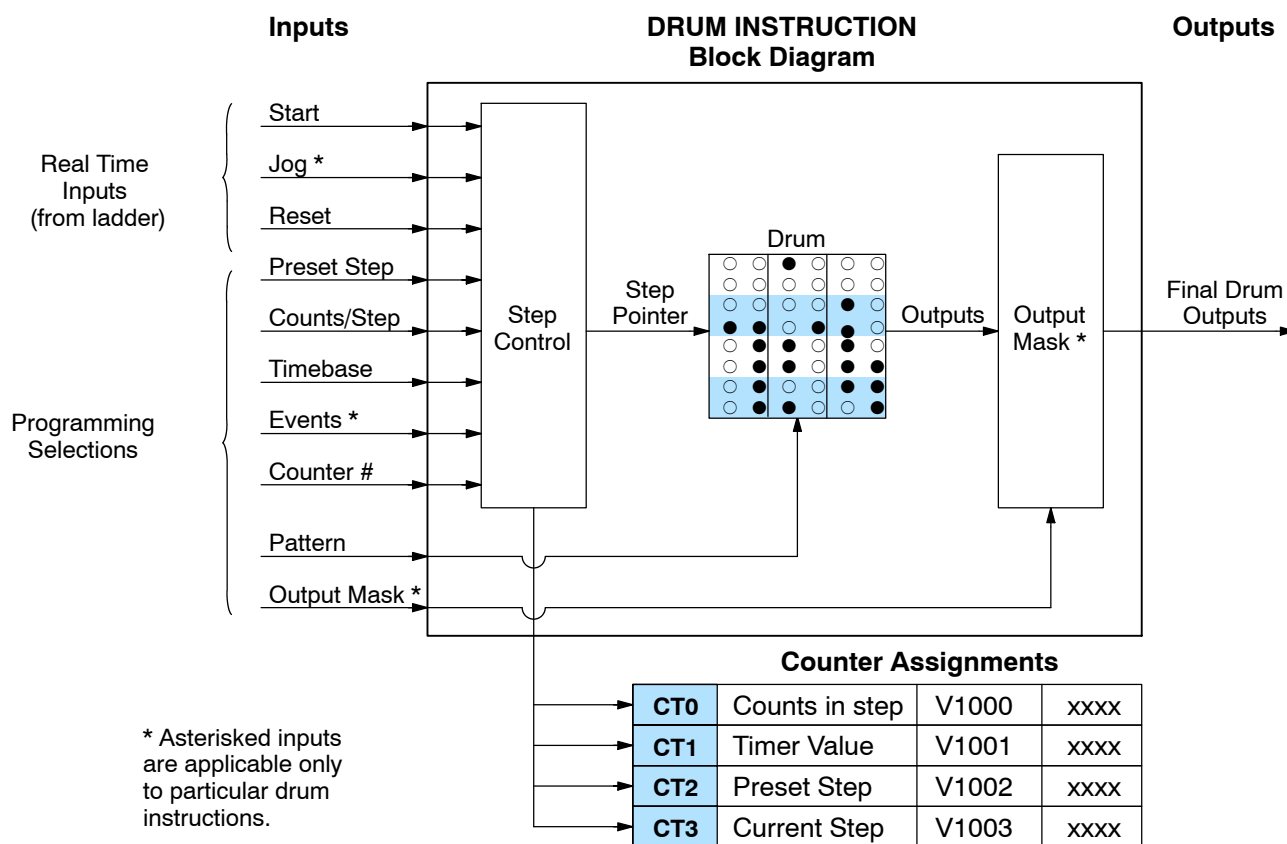 Inputs
DRUM INSTRUCTION
Block Diagram
Outputs
Real Time
Inputs
(from ladder)
Start
Jog *
Reset
Programming
Selections
Preset Step
Counts/Step
Timebase
Events *
Counter #
Pattern
Output Mask *
Step
Control
Step
Pointer
Drum
Outputs
Output
Mask *
Final Drum
Outputs
* Asterisked inputs
are applicable only
to particular drum
instructions.
Counter Assignments
CT0 Counts in step V1000 xxxx
CT1 Timer Value V1001 xxxx
CT2 Preset Step V1002 xxxx
CT3 Current Step V1003 xxxx